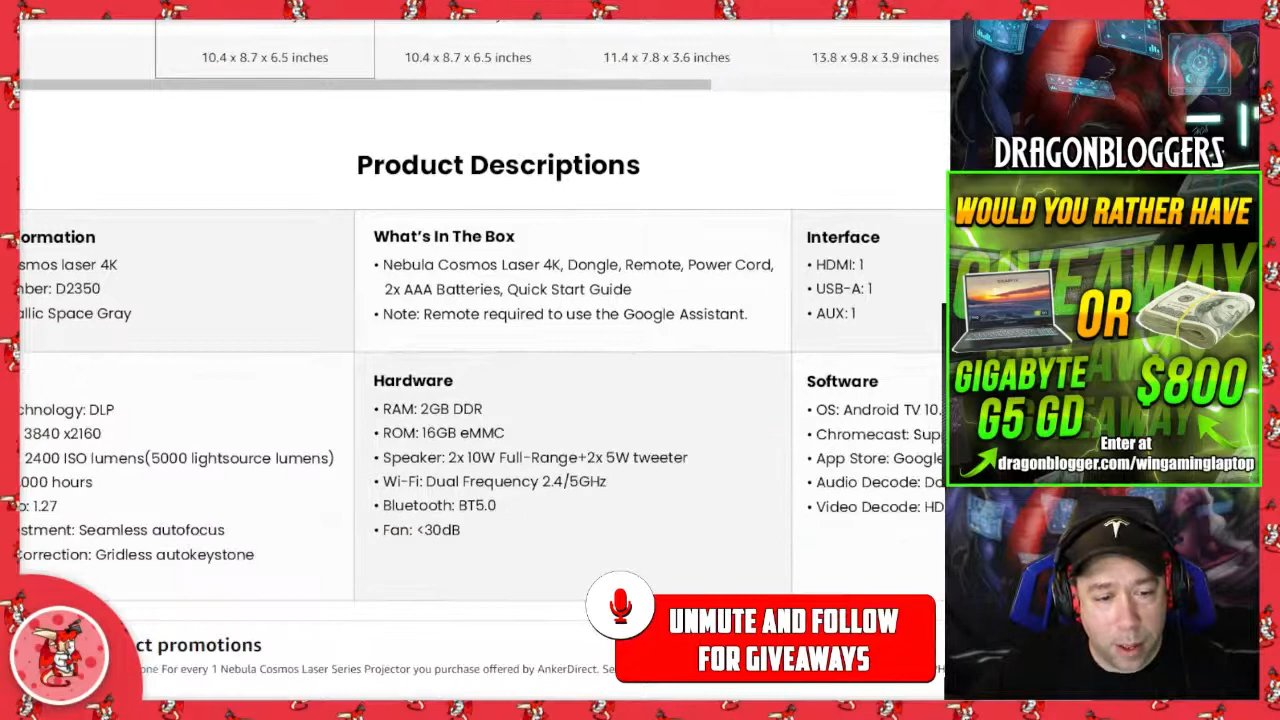 10.4 x 8.7 x 6.5 inches
10.4 x 8.7 x 6.5 inches
11.4 x 7.8 x 3.6 inches
13.8 x 9.8 x 3.9 inches
Product Descriptions
ormation
smos laser 4K
ber: D2350
allic Space Gray
What's In The Box
• Nebula Cosmos Laser 4K, Dongle, Remote, Power Cord,
2x AAA Batteries, Quick Start Guide
• Note: Remote required to use the Google Assistant.
Interface
• HDMI: 1
• USB-A: 1
• AUX: 1
chnology: DLP
3840 x2160
2400 ISO lumens(5000 lightsource lumens)
000 hours
o: 1.27
stment: Seamless autofocus
orrection: Gridless autokeystone
Hardware
• RAM: 2GB DDR
• ROM: 16GB eMMC
• Speaker: 2x 10W Full-Range+2x 5W tweeter
• Wi-Fi: Dual Frequency 2.4/5GHz
• Bluetooth: BT5.0
• Fan: <30dB
Software
• OS: Android TV 10.
• Chromecast: Sup
• App Store: Google
• Audio Decode: Do
• Video Decode: HD
ct promotions
one For every 1 Nebula Cosmos Laser Series Projector you purchase offered by AnkerDirect. Se
UNMUTE AND FOLLOW
FOR GIVEAWAYS
DRAGONBLOGGERS
WOULD YOU RATHER HAVE
GIVEAWAY
OR
GIGABYTE
G5 GD
$800
Enter at
dragonblogger.com/wingaminglaptop